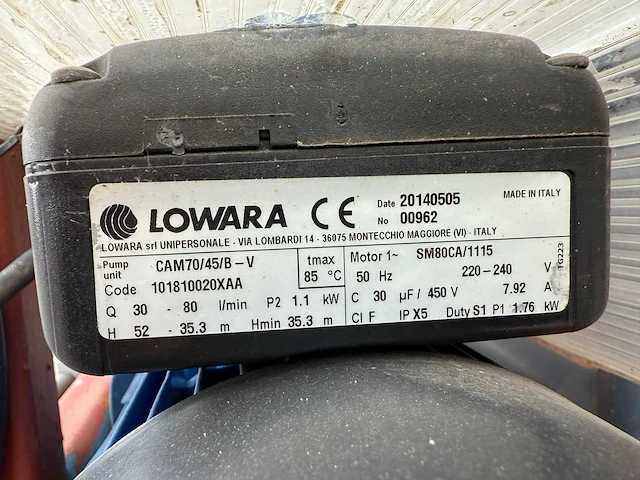 LOWARA CE Date 20140505 MADE IN ITALY
No 00962
LOWARA srl UNIPERSONALE - VIA LOMBARDI 14 - 36075 MONTECCHIO MAGGIORE (VI) - ITALY
Pump unit CAM70/45/B-V tmax 85 °C Motor 1~ SM80CA/1115
Code 101810020XAA 50 Hz 220-240 V
Q 30 - 80 l/min P2 1.1 kW C 30 µF / 450 V 7.92 A
H 52 - 35.3 m Hmin 35.3 m Cl F IP X5 Duty S1 P1 1.76 kW
TG223